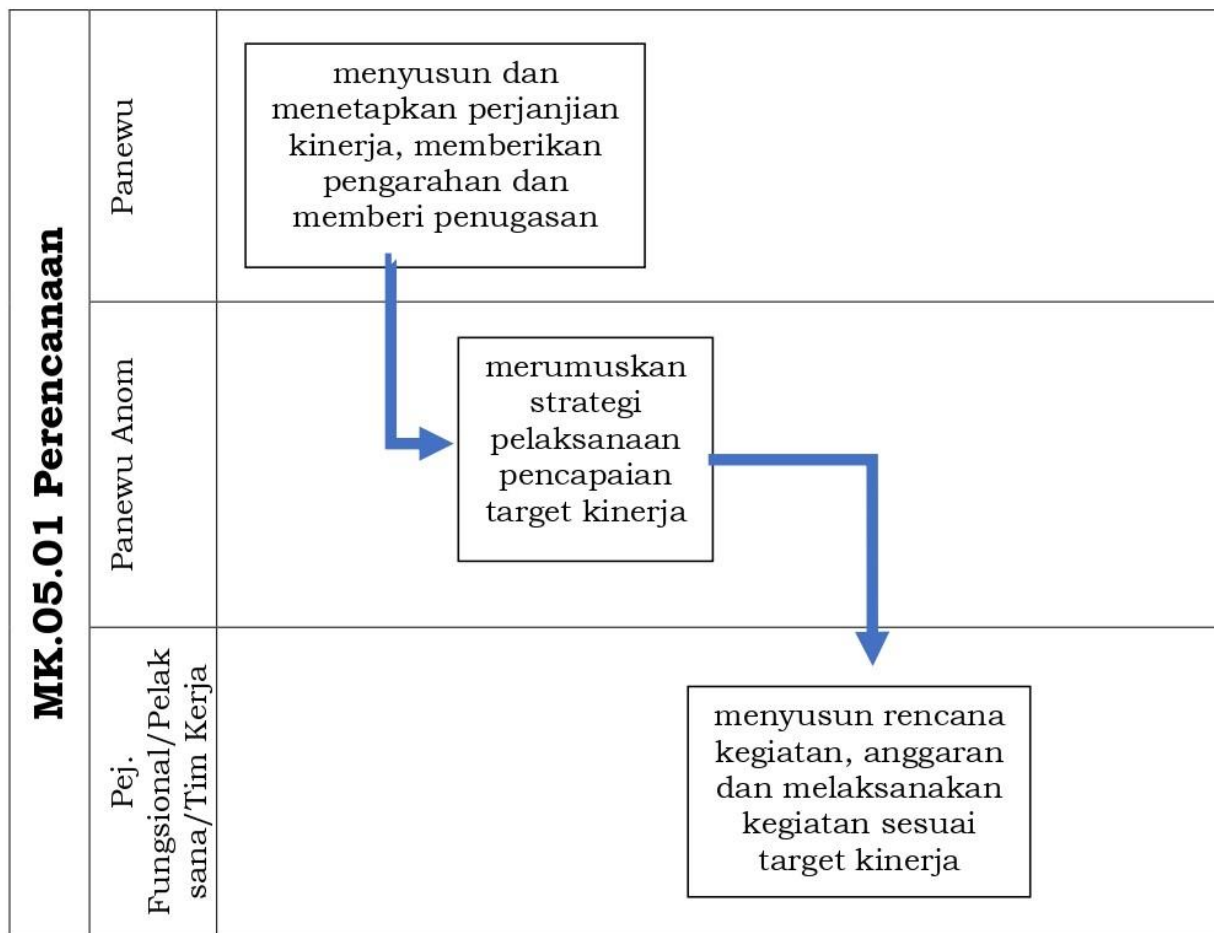 MK.05.01 Perencanaan
Panewu
menyusun dan
menetapkan perjanjian
kinerja, memberikan
pengarahan dan
memberi penugasan
Panewu Anom
merumuskan
strategi
pelaksanaan
pencapaian
target kinerja
Pej.
Fungsional/Pelak
sana/Tim Kerja
menyusun rencana
kegiatan, anggaran
dan melaksanakan
kegiatan sesuai
target kinerja